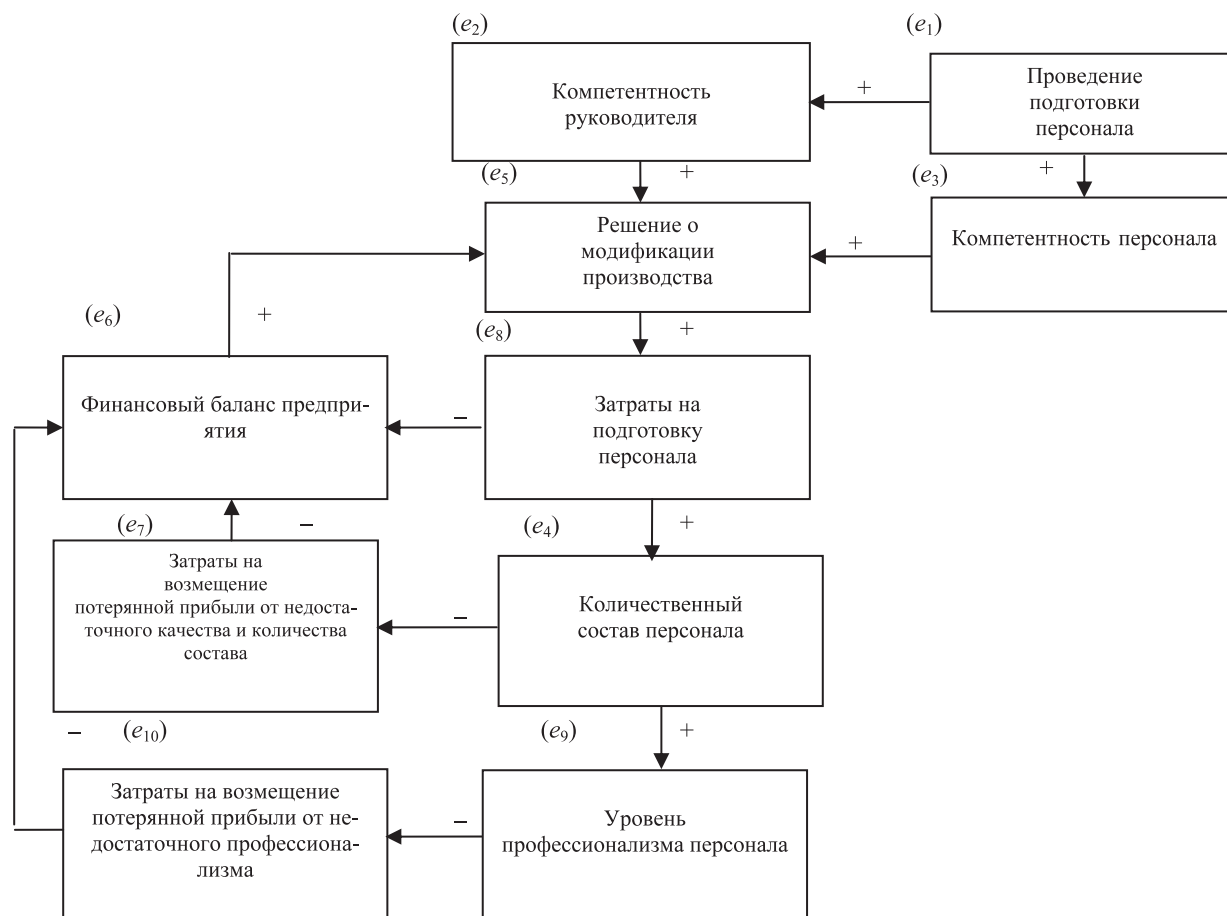 (e₂)
(e₁)
Компетентность
руководителя
+
Проведение
подготовки
персонала
(e₅)
+
+
(e₃)
Решение о
модификации
производства
+
Компетентность персонала
(e₆)
+
(e₈)
+
Финансовый баланс предпри-
ятия
–
Затраты на
подготовку
персонала
(e₇)
–
(e₄)
+
Затраты на
возмещение
потерянной прибыли от недоста-
точного качества и количества
состава
–
Количественный
состав персонала
–
(e₁₀)
(e₉)
+
Затраты на возмещение
потерянной прибыли от не-
достаточного профессионал-
изма
–
Уровень
профессионализма персонала